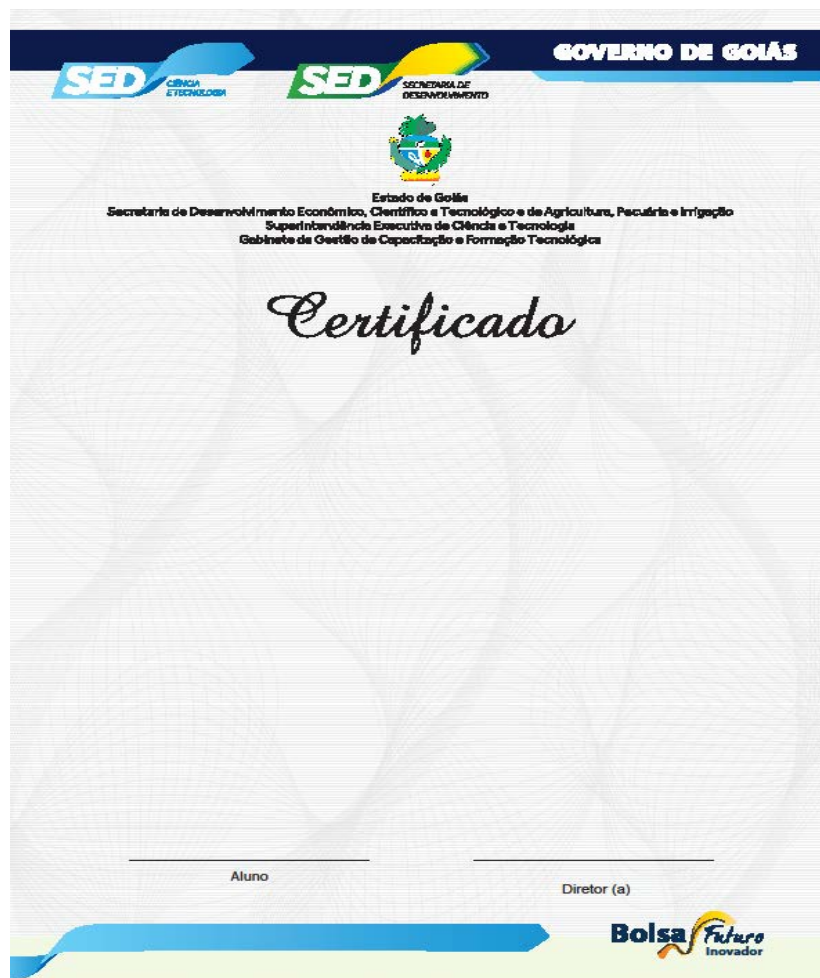 GOVERNO DE GOIÁS
SED CIÊNCIA
E TECNOLOGIA
SED SECRETARIA DE
DESENVOLVIMENTO
Estado de Goiás
Secretaria de Desenvolvimento Econômico, Científico e Tecnológico e de Agricultura, Pecuária e Irrigação
Superintendência Executiva de Ciência e Tecnologia
Gabinete de Gestão de Capacitação e Formação Tecnológica
Certificado
Aluno
Diretor (a)
Bolsa Futuro
Inovador